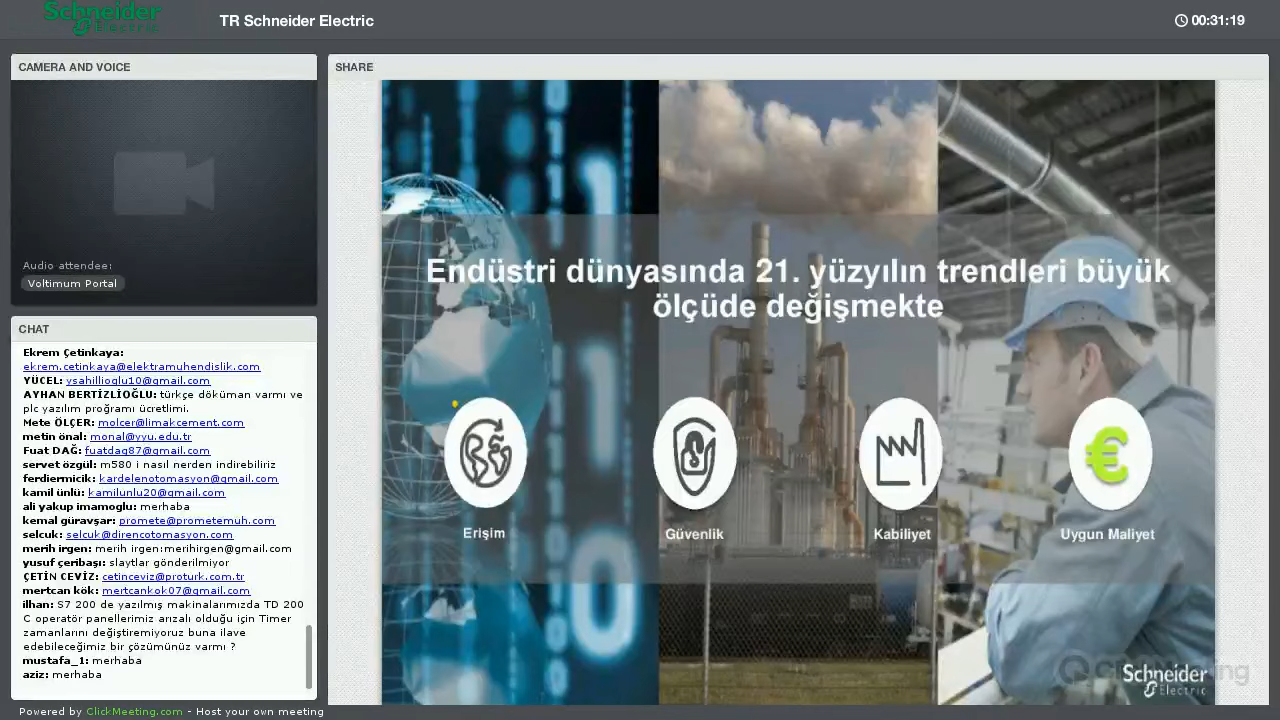 Schneider
Electric
TR Schneider Electric
00:31:19
CAMERA AND VOICE
Audio attendee:
Voltimum Portal
CHAT
Ekrem Çetinkaya:
ekrem.cetinkaya@elektramuhendislik.com
YÜCEL: ysahillioglu10@gmail.com
AYHAN BERTİZLİOĞLU: türkçe döküman varmı ve
plc yazılım proğramı ücretlimi.
Mete ÖLÇER: molcer@limakcement.com
metin önal: monal@yyu.edu.tr
Fuat DAĞ: fuatdag87@gmail.com
servet özgül: m580 i nasıl nerden indirebiliriz
ferdiermicik: kardelenotomasyon@gmail.com
kamil ünlü: kamilunlu20@gmail.com
ali yakup imamoglu: merhaba
kemal güravşar: promete@prometemuh.com
selcuk: selcuk@direncotomasyon.com
merih irgen: merih irgen:merihirgen@gmail.com
yusuf çeribaşı: slaytlar gönderilmiyor
ÇETİN CEVİZ: cetinceviz@proturk.com.tr
mertcan kök: mertcankok07@gmail.com
ilhan: S7 200 de yazılmış makinalarımızda TD 200
C operatör panellerimiz arızalı olduğu için Timer
zamanlarını değiştiremiyoruz buna ilave
edebileceğimiz bir çözümünüz varmı ?
mustafa_1: merhaba
aziz: merhaba
Powered by ClickMeeting.com - Host your own meeting
SHARE
Endüstri dünyasında 21. yüzyılın trendleri büyük
ölçüde değişmekte
€
Erişim
Güvenlik
Kabiliyet
Uygun Maliyet
Schneider
Electric